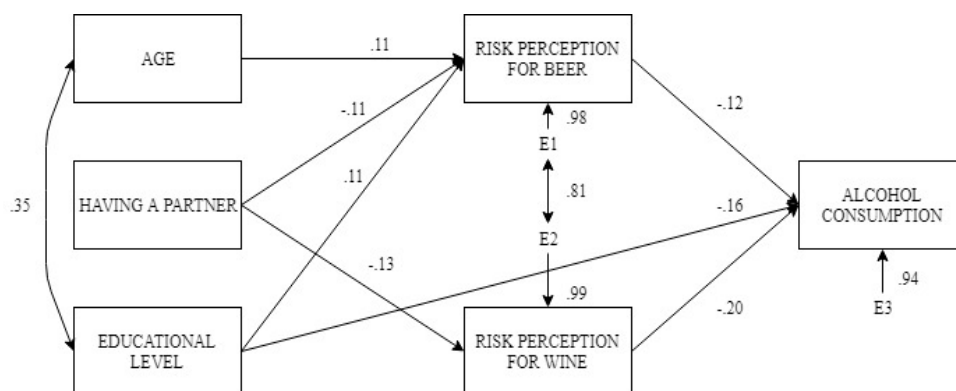 AGE
.11
RISK PERCEPTION
FOR BEER
-.11
.98
E1
-.12
.11
.35
HAVING A PARTNER
.81
ALCOHOL
CONSUMPTION
-.16
E2
-.13
.99
.94
E3
-.20
EDUCATIONAL
LEVEL
RISK PERCEPTION
FOR WINE